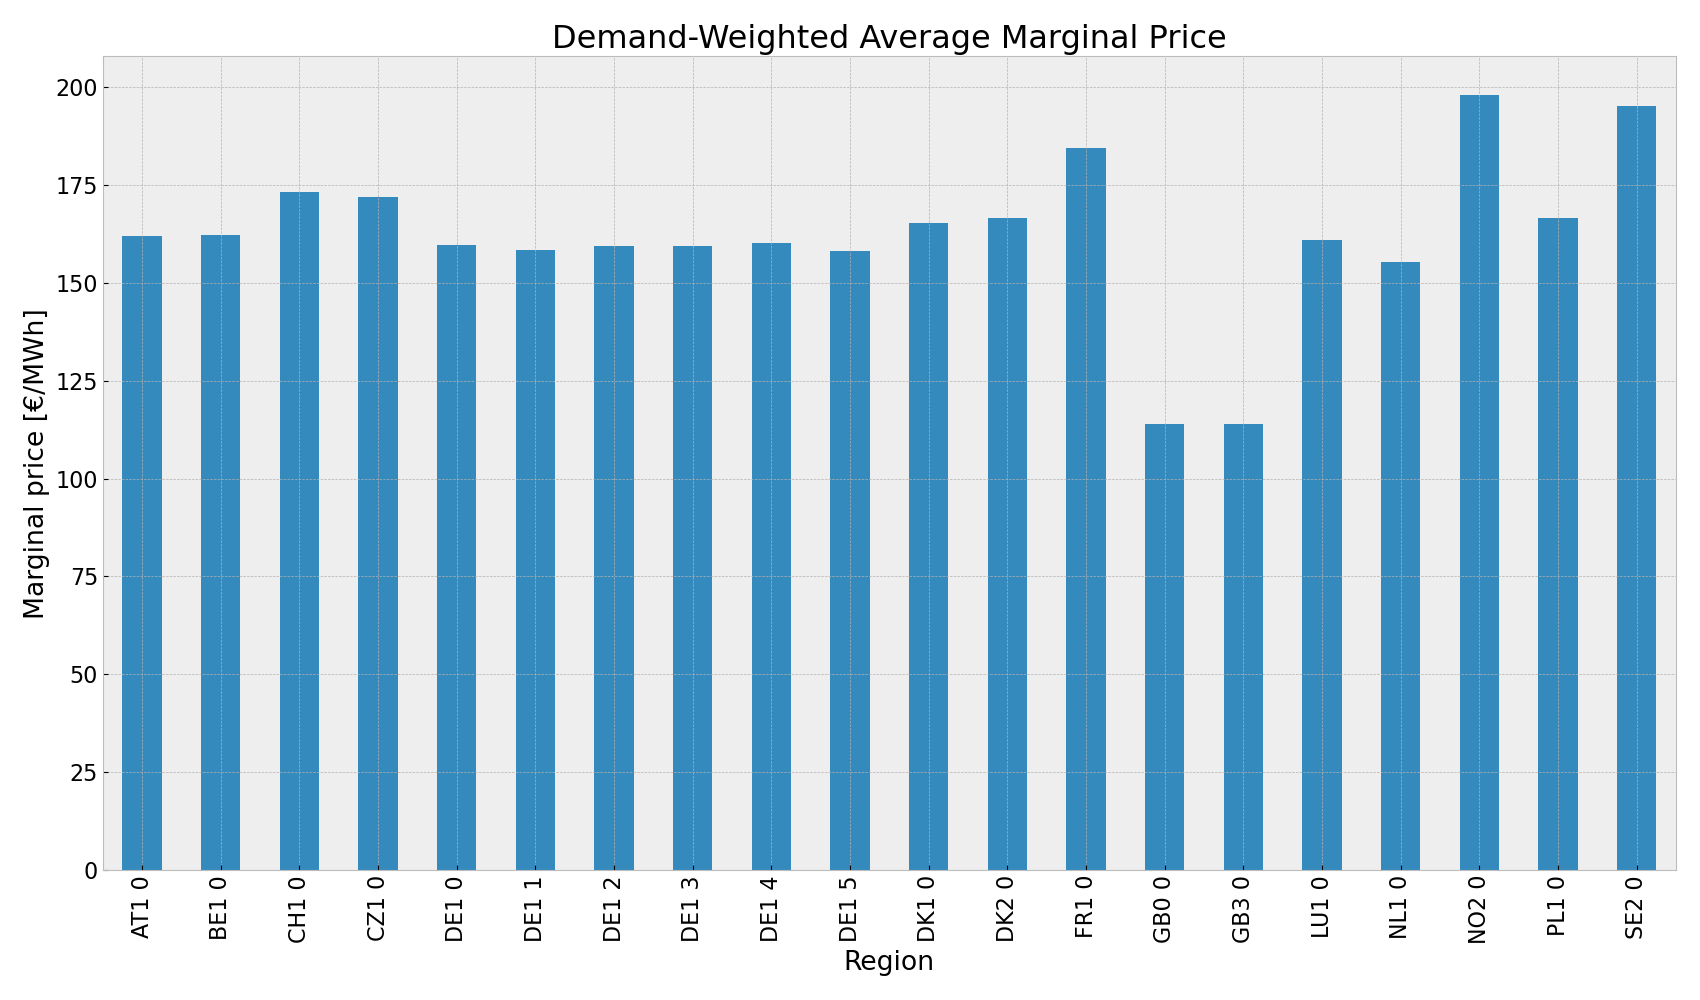 Demand-Weighted Average Marginal Price
Marginal price [€/MWh]
200
175
150
125
100
75
50
25
0
AT1 0
BE1 0
CH1 0
CZ1 0
DE1 0
DE1 1
DE1 2
DE1 3
DE1 4
DE1 5
DK1 0
DK2 0
FR1 0
GB0 0
GB3 0
LU1 0
NL1 0
NO2 0
PL1 0
SE2 0
Region